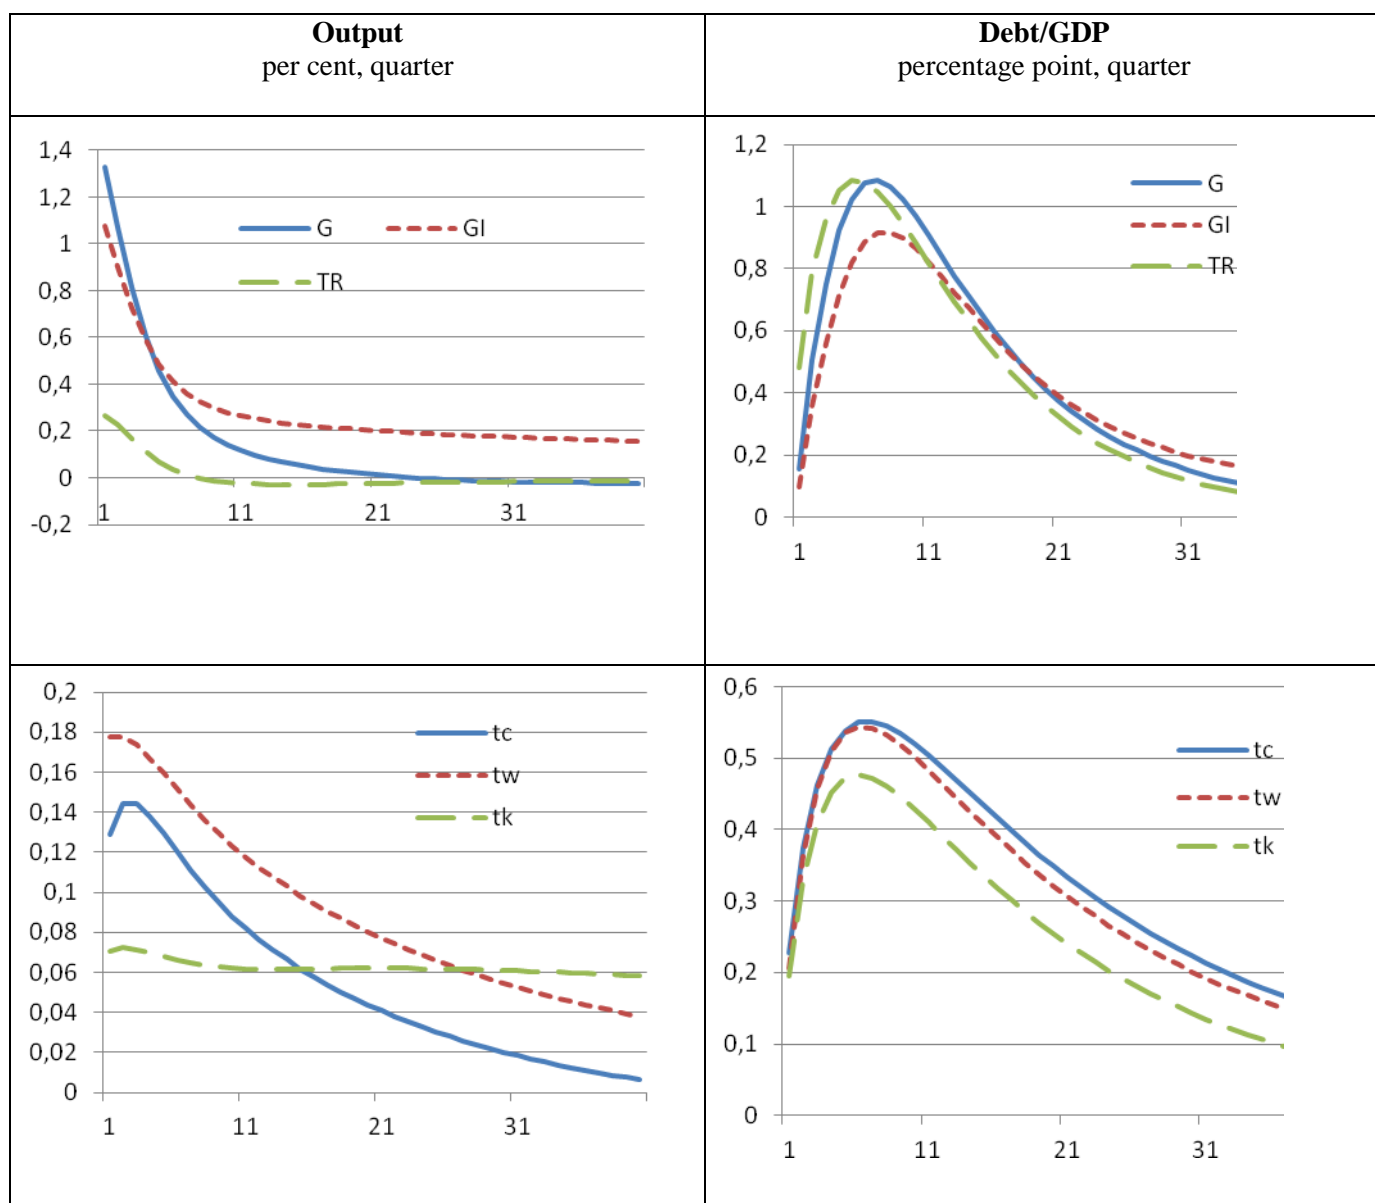 Output
per cent, quarter
Debt/GDP
percentage point, quarter
1,4
1,2
1
0,8
0,6
0,4
0,2
0
-0,2
1 11 21 31
G GI
TR
1,2
1
0,8
0,6
0,4
0,2
0
1 11 21 31
G
GI
TR
0,2
0,18
0,16
0,14
0,12
0,1
0,08
0,06
0,04
0,02
0
1 11 21 31
tc
tw
tk
0,6
0,5
0,4
0,3
0,2
0,1
0
1 11 21 31
tc
tw
tk